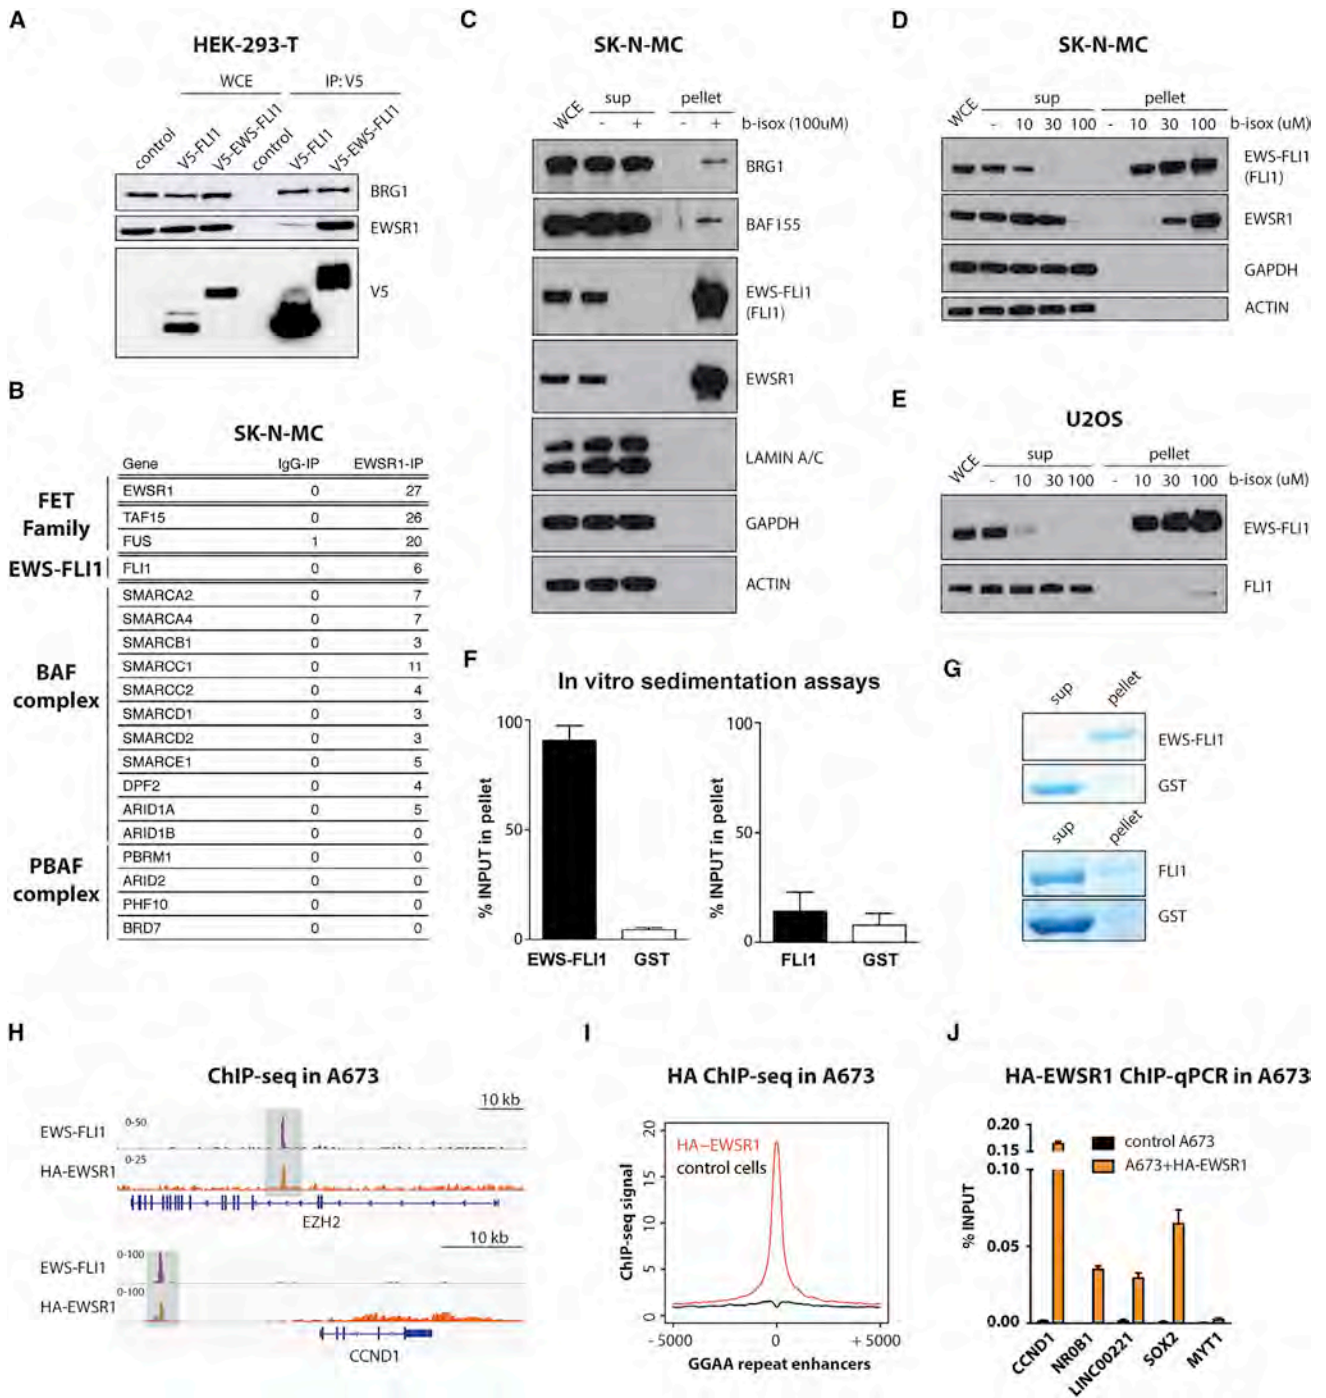 A
HEK-293-T
WCE IP: V5
control V5-FLI1 V5-EWS-FLI1 control V5-FLI1 V5-EWS-FLI1
BRG1
EWSR1
V5
B
SK-N-MC
Gene IgG-IP EWSR1-IP
FET Family
EWSR1 0 27
TAF15 0 26
FUS 1 20
EWS-FLI1
FLI1 0 6
BAF complex
SMARCA2 0 7
SMARCA4 0 7
SMARCB1 0 3
SMARCC1 0 11
SMARCC2 0 4
SMARCD1 0 3
SMARCD2 0 3
SMARCE1 0 5
DPF2 0 4
ARID1A 0 5
ARID1B 0 0
PBAF complex
PBRM1 0 0
ARID2 0 0
PHF10 0 0
BRD7 0 0
C
SK-N-MC
sup pellet
WCE - + - + b-isox (100uM)
BRG1
BAF155
EWS-FLI1
(FLI1)
EWSR1
LAMIN A/C
GAPDH
ACTIN
D
SK-N-MC
sup pellet
WCE - 10 30 100 - 10 30 100 b-isox (uM)
EWS-FLI1
(FLI1)
EWSR1
GAPDH
ACTIN
E
U2OS
sup pellet
WCE - 10 30 100 - 10 30 100 b-isox (uM)
EWS-FLI1
FLI1
F
In vitro sedimentation assays
% INPUT in pellet
100
50
0
EWS-FLI1 GST
% INPUT in pellet
100
50
0
FLI1 GST
G
sup pellet
EWS-FLI1
GST
sup pellet
FLI1
GST
H
ChIP-seq in A673
10 kb
EWS-FLI1 0-50
HA-EWSR1 0-25
EZH2
10 kb
EWS-FLI1 0-100
HA-EWSR1 0-100
CCND1
I
HA ChIP-seq in A673
HA-EWSR1
control cells
ChIP-seq signal
20
15
10
5
0
-5000 0 +5000
GGAA repeat enhancers
J
HA-EWSR1 ChIP-qPCR in A673
control A673
A673+HA-EWSR1
% INPUT
0.20
0.15
0.10
0.05
0.00
CCND1 NR0B1 LINC00221 SOX2 MYT1